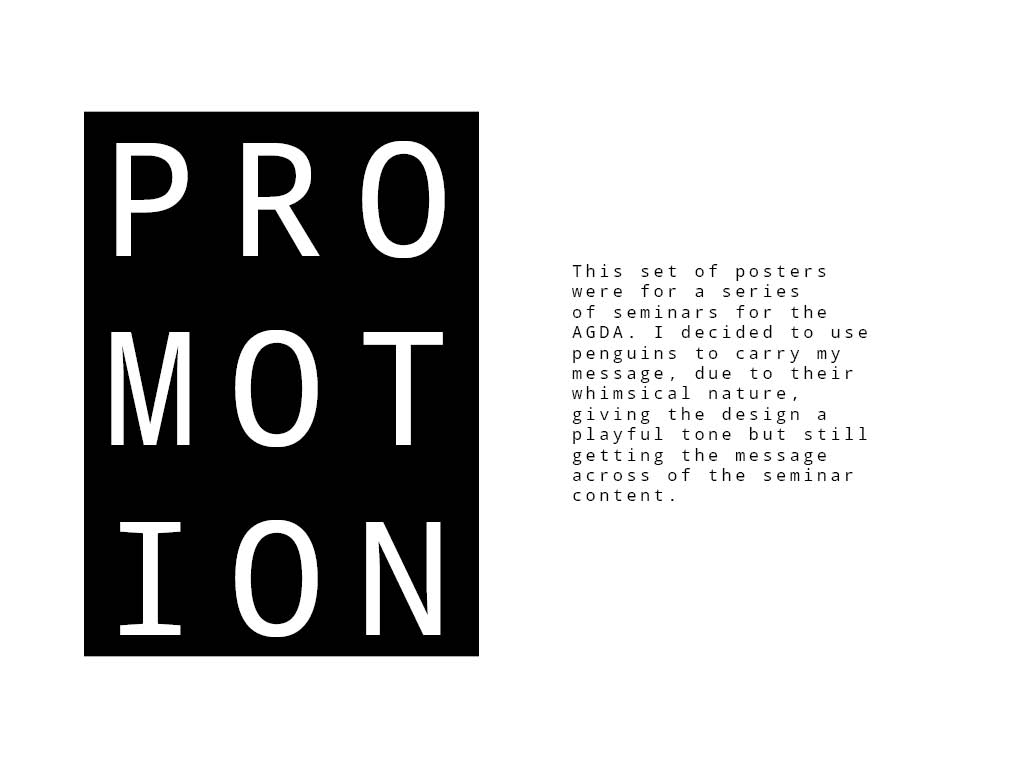 PRO
MOT
ION
This set of posters
were for a series
of seminars for the
AGDA. I decided to use
penguins to carry my
message, due to their
whimsical nature,
giving the design a
playful tone but still
getting the message
across of the seminar
content.